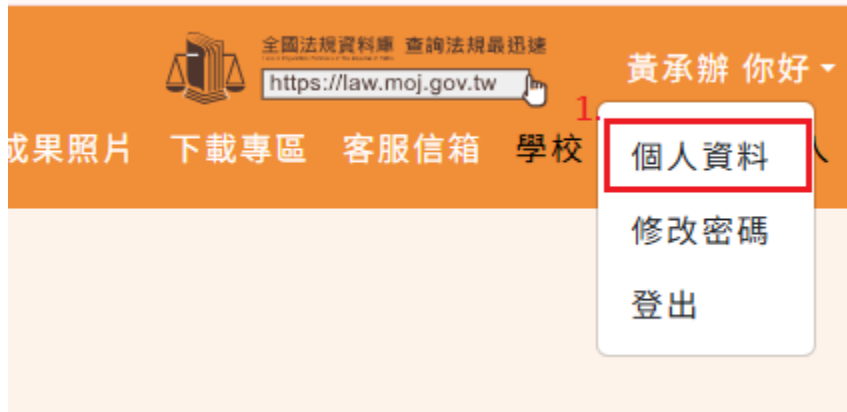 全國法規資料庫 查詢法規最迅速
https://law.moj.gov.tw
黃承辦 你好
1.
成果照片 下載專區 客服信箱 學校 人
個人資料
修改密碼
登出